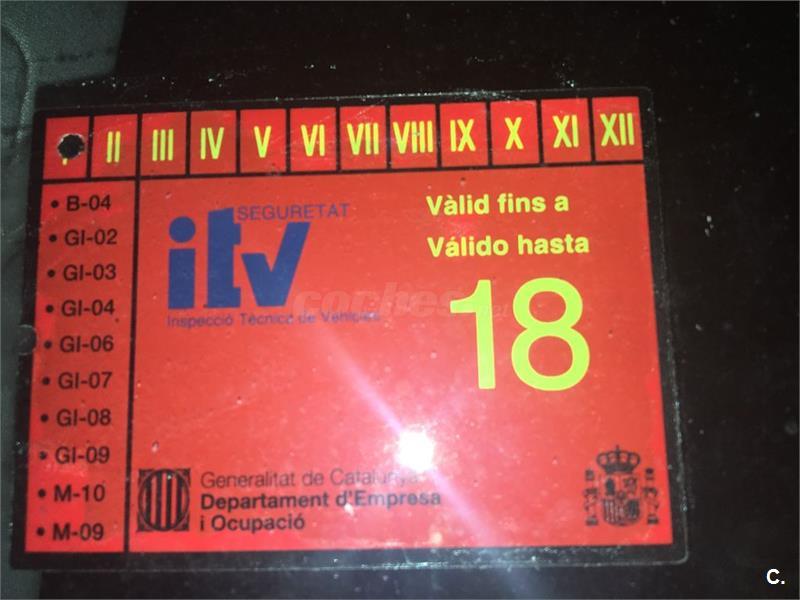 II III IV V VI VII VIII IX X XI XII
B-04
GI-02
GI-03
GI-04
GI-06
GI-07
GI-08
GI-09
M-10
M-09
SEGURETAT
itv
Inspecció Tècnica de Vehicles
Vàlid fins a
Válido hasta
18
coches.net
Generalitat de Catalunya
Departament d'Empresa
i Ocupació
C.